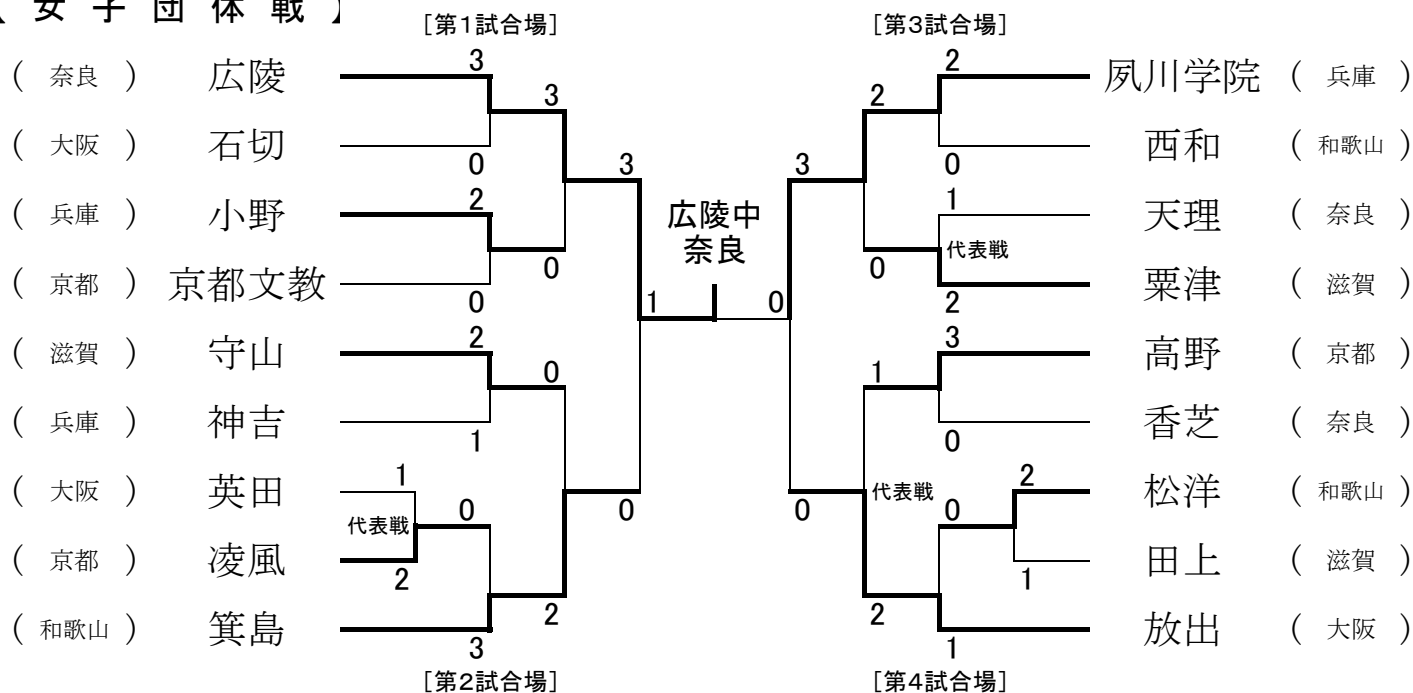 【 女 子 団 体 戦 】
[第1試合場]
[第3試合場]
( 奈良 ) 広陵 3
3
2 夙川学院 ( 兵庫 )
2
( 大阪 ) 石切 0
3
3
0 西和 ( 和歌山 )
( 兵庫 ) 小野 2
広陵中
奈良
1 天理 ( 奈良 )
0
0 代表戦
( 京都 ) 京都文教 0
1 0
2 粟津 ( 滋賀 )
( 滋賀 ) 守山 2
0
1
3 高野 ( 京都 )
( 兵庫 ) 神吉 1
0 香芝 ( 奈良 )
( 大阪 ) 英田 1
代表戦 0
0
0
代表戦
0
2 松洋 ( 和歌山 )
( 京都 ) 凌風 2
1 田上 ( 滋賀 )
2
2
( 和歌山 ) 箕島 3
1 放出 ( 大阪 )
[第2試合場]
[第4試合場]